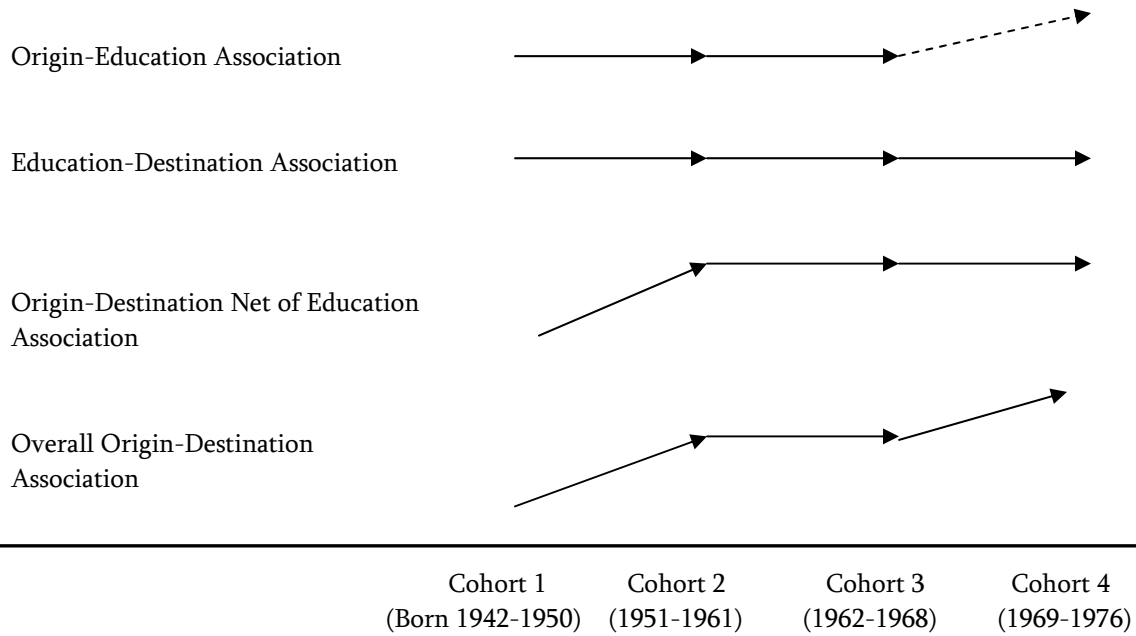 Origin-Education Association
Education-Destination Association
Origin-Destination Net of Education
Association
Overall Origin-Destination
Association
Cohort 1 Cohort 2 Cohort 3 Cohort 4
(Born 1942-1950) (1951-1961) (1962-1968) (1969-1976)